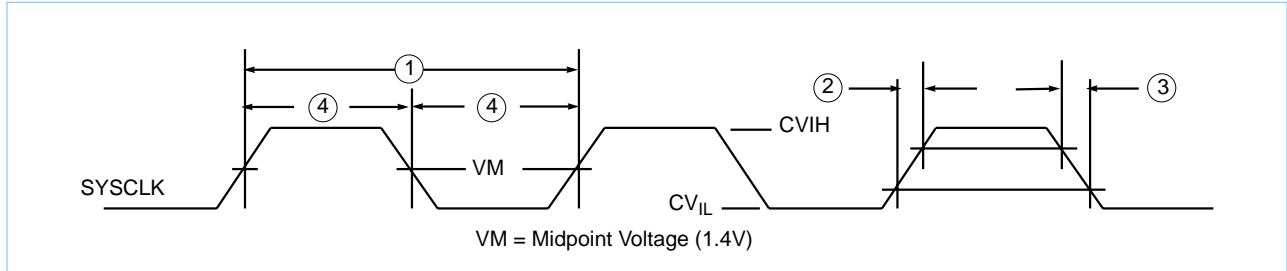 1
4
4
2
3
CVIH
VM
SYSCLK
CVIL
VM = Midpoint Voltage (1.4V)